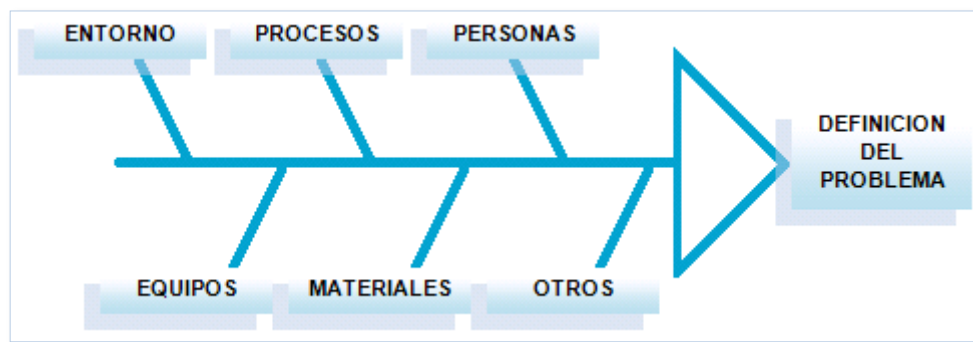 ENTORNO
PROCESOS
PERSONAS
DEFINICION
DEL
PROBLEMA
EQUIPOS
MATERIALES
OTROS